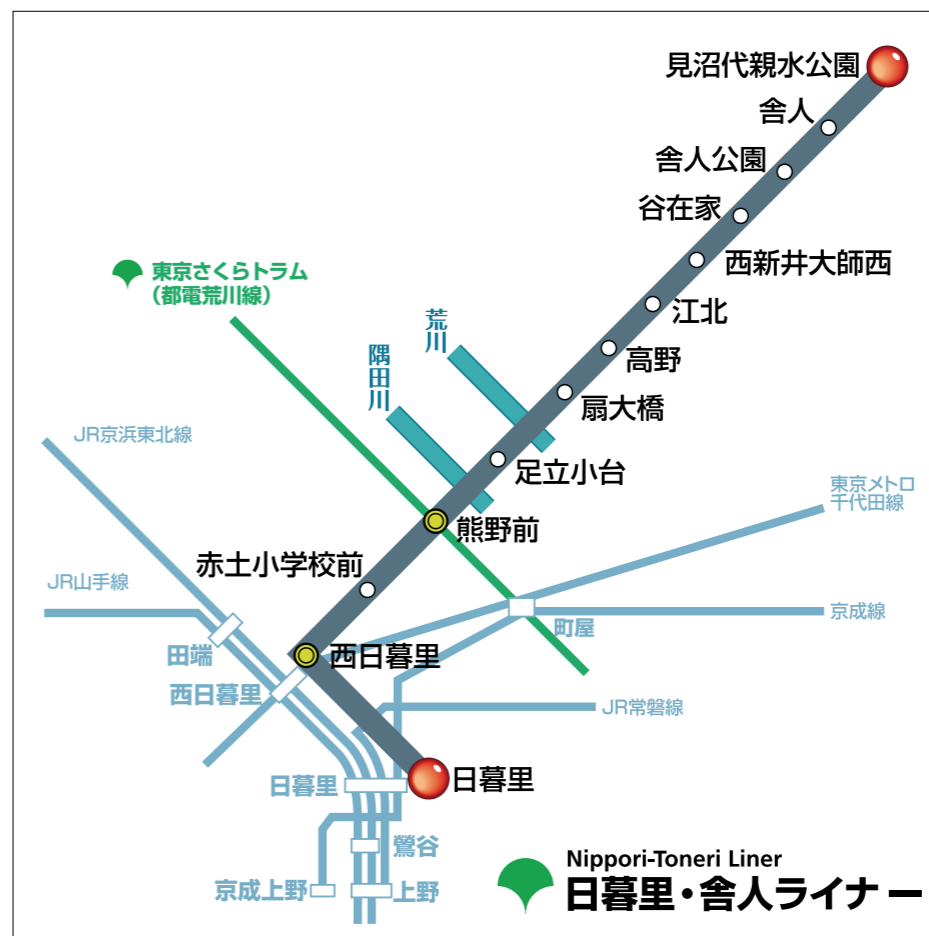 見沼代親水公園
舎人
舎人公園
谷在家
西新井大師西
江北
高野
扇大橋
足立小台
熊野前
赤土小学校前
西日暮里
日暮里
東京さくらトラム
（都電荒川線）
荒川
隅田川
JR京浜東北線
JR山手線
東京メトロ
千代田線
京成線
町屋
田端
西日暮里
JR常磐線
日暮里
鶯谷
京成上野
上野
Nippori-Toneri Liner
日暮里・舎人ライナー